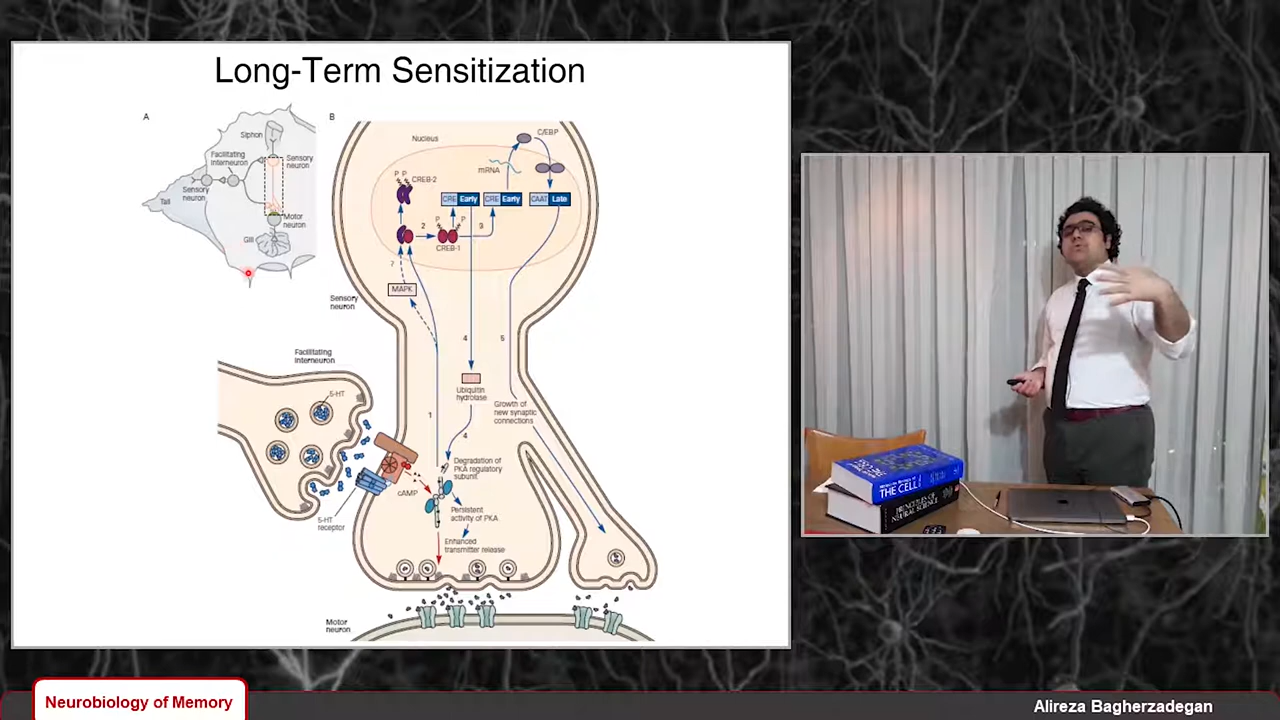 Long-Term Sensitization
A
B
Siphon
Facilitating
interneuron
Sensory
neuron
Sensory
neuron
Tail
Motor
neuron
Gill
Nucleus
C/EBP
mRNA
P P
CREB-2
CRE Early
CRE Early
CAAT Late
P
P
2
3
CREB-1
?
MAPK
Sensory
neuron
4
5
Facilitating
interneuron
Ubiquitin
hydrolase
5-HT
Growth of
new synaptic
connections
1
4
Degradation of
PKA regulatory
subunit
cAMP
Persistent
activity of PKA
5-HT
receptor
Enhanced
transmitter release
Motor
neuron
THE CELL
PRINCIPLES OF
NEURAL SCIENCE
Neurobiology of Memory
Alireza Bagherzadegan